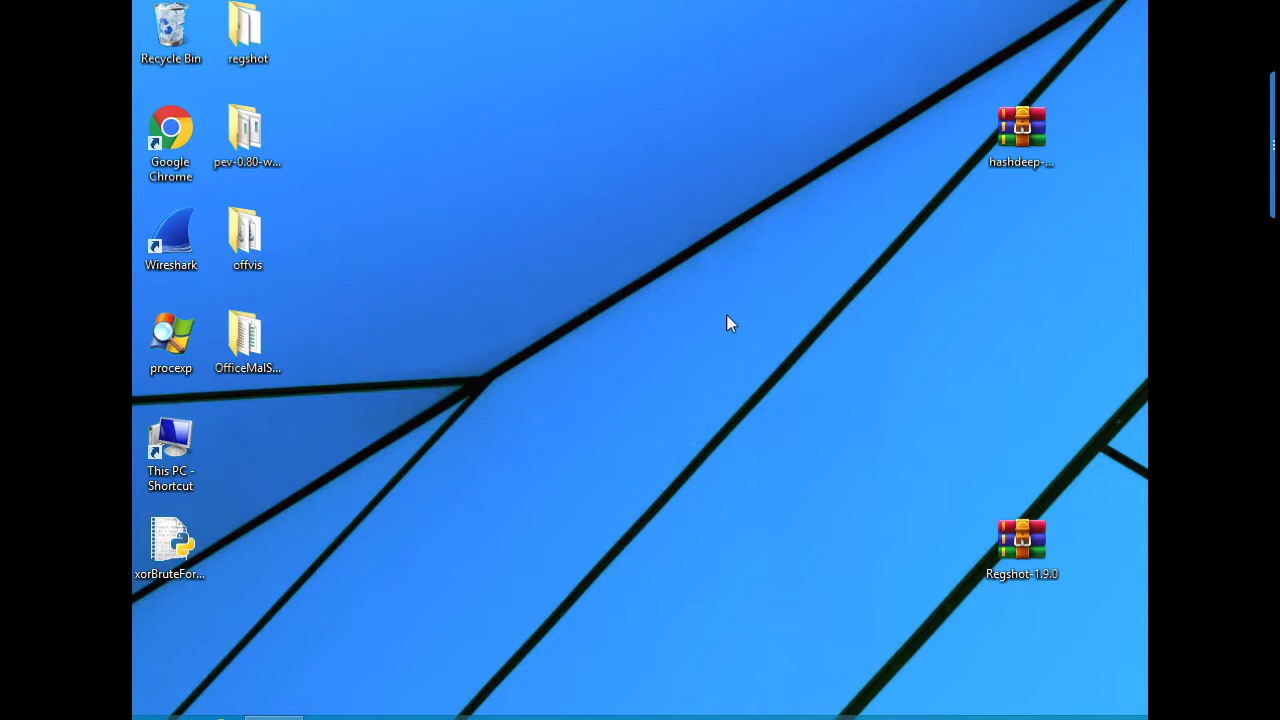 Recycle Bin
regshot
Google
Chrome
pev-0.80-w...
hashdeep-...
Wireshark
offvis
procexp
OfficeMalS...
This PC -
Shortcut
xorBruteFor...
Regshot-1.9.0